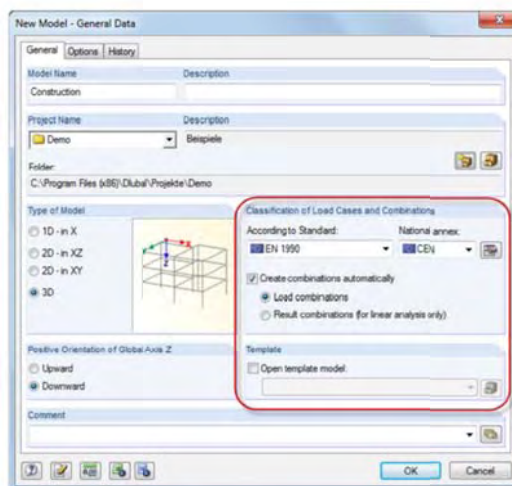 New Model - General Data
General Options History
Model Name Description
Construction
Project Name Description
Demo Beispiele
Folder:
C:\Program Files (x86)\Dlubal\Projekte\Demo
Type of Model
1D - in X
2D - in XZ
2D - in XY
3D
X
Z
Classification of Load Cases and Combinations
According to Standard: National annex:
EN 1990 CEN
Create combinations automatically
Load combinations
Result combinations (for linear analysis only)
Positive Orientation of Global Axis Z
Upward
Downward
Template
Open template model:
Comment
OK Cancel